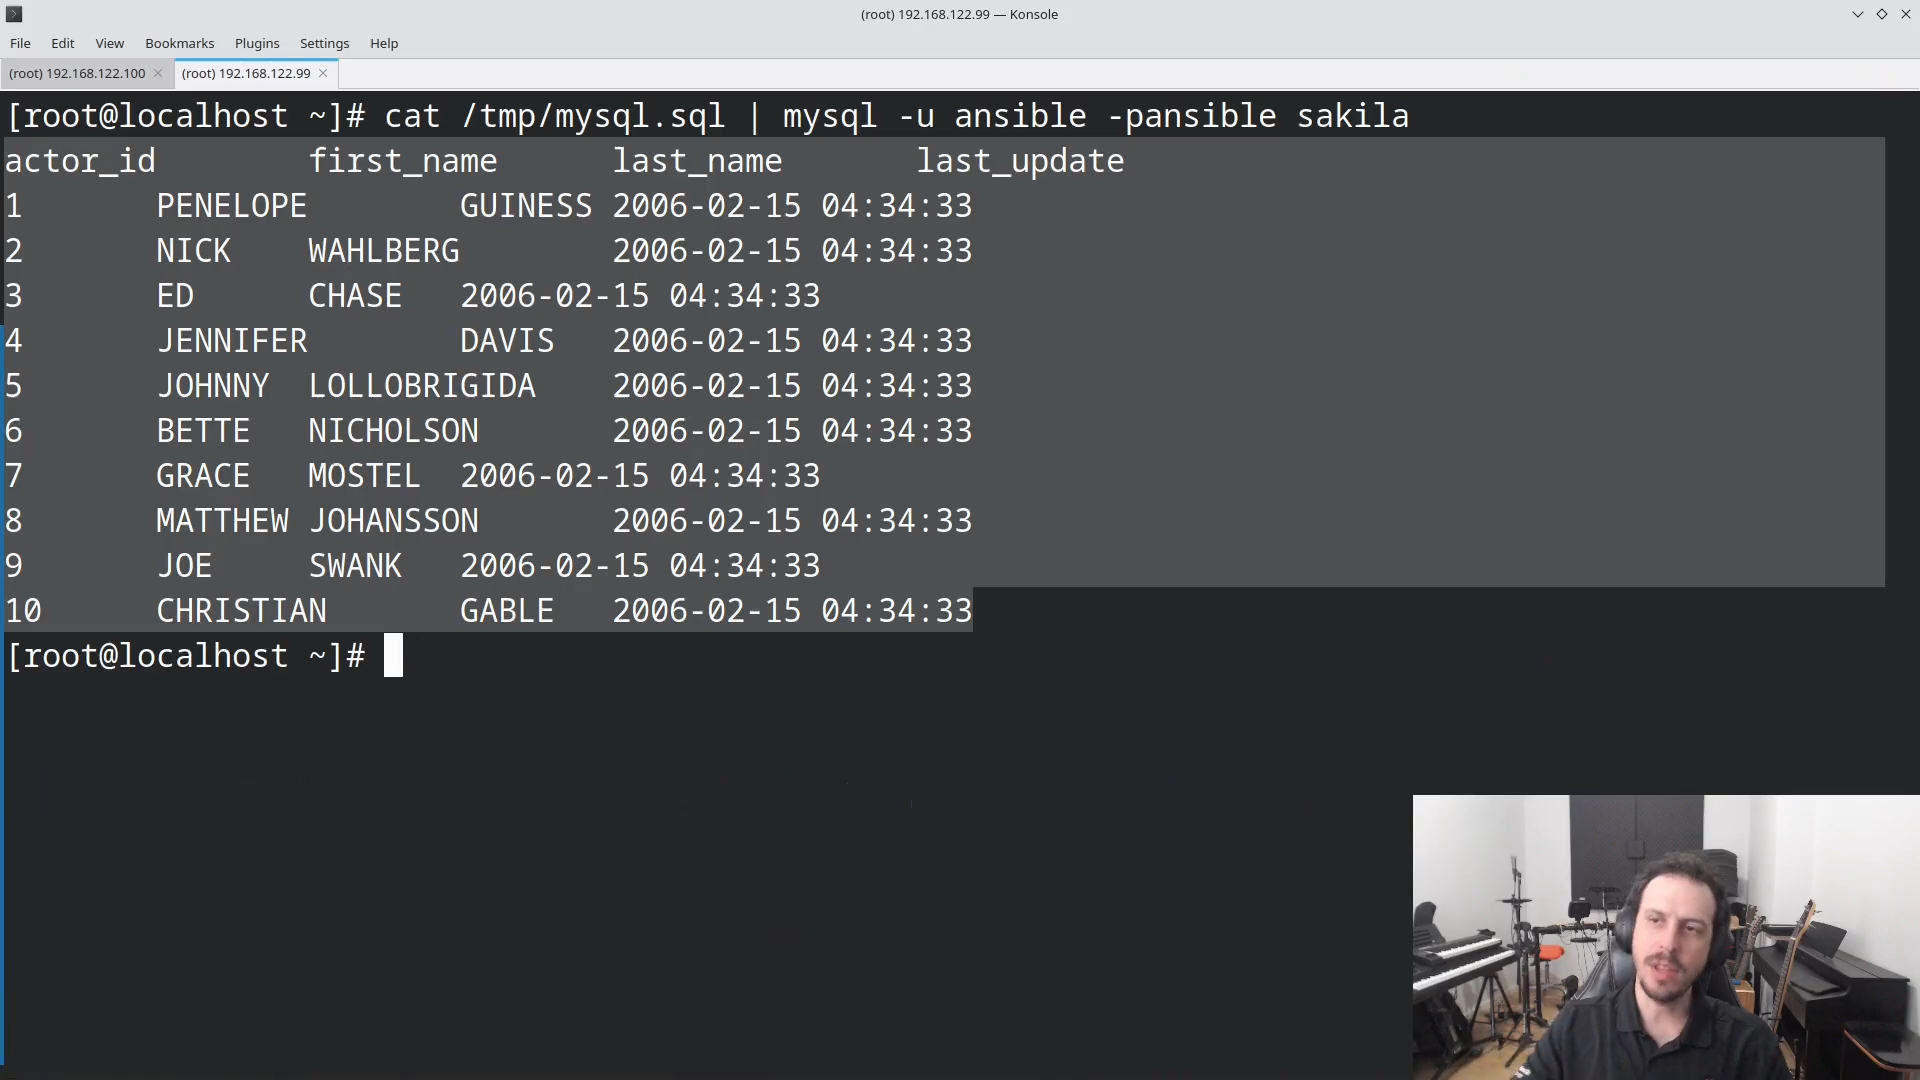 (root) 192.168.122.99 — Konsole
File Edit View Bookmarks Plugins Settings Help
(root) 192.168.122.100 (root) 192.168.122.99
[root@localhost ~]# cat /tmp/mysql.sql | mysql -u ansible -pansible sakila
actor_id first_name last_name last_update
1 PENELOPE GUINESS 2006-02-15 04:34:33
2 NICK WAHLBERG 2006-02-15 04:34:33
3 ED CHASE 2006-02-15 04:34:33
4 JENNIFER DAVIS 2006-02-15 04:34:33
5 JOHNNY LOLLOBRIGIDA 2006-02-15 04:34:33
6 BETTE NICHOLSON 2006-02-15 04:34:33
7 GRACE MOSTEL 2006-02-15 04:34:33
8 MATTHEW JOHANSSON 2006-02-15 04:34:33
9 JOE SWANK 2006-02-15 04:34:33
10 CHRISTIAN GABLE 2006-02-15 04:34:33
[root@localhost ~]#